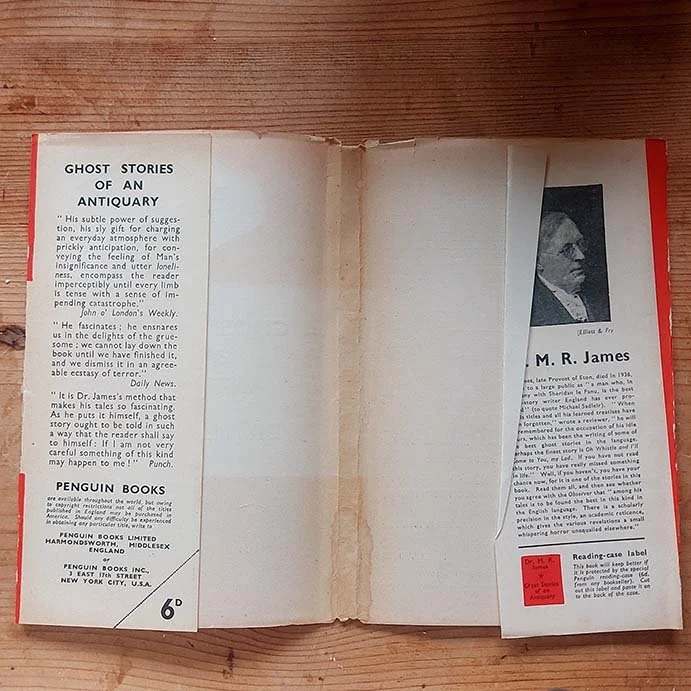 GHOST STORIES
OF AN
ANTIQUARY
" His subtle power of sugges-
tion, his sly gift for charging
an everyday atmosphere with
prickly anticipation, for con-
veying the feeling of Man's
insignificance and utter loneli-
ness, encompass the reader
imperceptibly until every limb
is tense with a sense of im-
pending catastrophe."
John o' London's Weekly.
" He fascinates ; he ensnares
us in the delights of the grue-
some ; we cannot lay down the
book until we have finished it,
and we dismiss it in an agree-
able ecstasy of terror."
Daily News.
" It is Dr. James's method that
makes his tales so fascinating.
As he puts it himself, a ghost
story ought to be told in such
a way that the reader shall say
to himself : If I am not very
careful something of this kind
may happen to me ! " Punch.
PENGUIN BOOKS
are available throughout the world, but owing
to copyright restrictions not all of the titles
published in England may be purchased in
America. Should any difficulty be experienced
in obtaining any particular title, write to
PENGUIN BOOKS LIMITED
HARMONDSWORTH, MIDDLESEX
ENGLAND
or
PENGUIN BOOKS INC.,
3 EAST 17th STREET
NEW YORK CITY, U.S.A.
6D
[Elliott & Fry
. M. R. James
mes, late Provost of Eton, died in 1936,
to a large public as " a man who, in
ny with Sheridan le Fanu, is the best
story writer England has ever pro-
d " (to quote Michael Sadleir). " When
is titles and all his learned treatises have
n forgotten," wrote a reviewer, " he will
remembered for the occupation of his idle
urs, which has been the writing of some of
e best ghost stories in the language.
erhaps the finest story is Oh Whistle and I'll
ome to You, my Lad. If you have not read
this story, you have really missed something
in life." Well, if you haven't, you have your
chance now, for it is one of the stories in this
book. Read them all, and then see whether
you agree with the Observer that " among his
tales is to be found the best of this kind in
the English language. There is a scholarly
precision in the style, an academic reticence,
which gives the various revelations a small
whispering horror unequalled elsewhere."
Dr. M. R.
James
★
Ghost Stories
of an
Antiquary
Reading-case label
This book will keep better if
it is protected by the special
Penguin reading-case (6d.
from any bookseller). Cut
out this label and paste it on
to the back of the case.